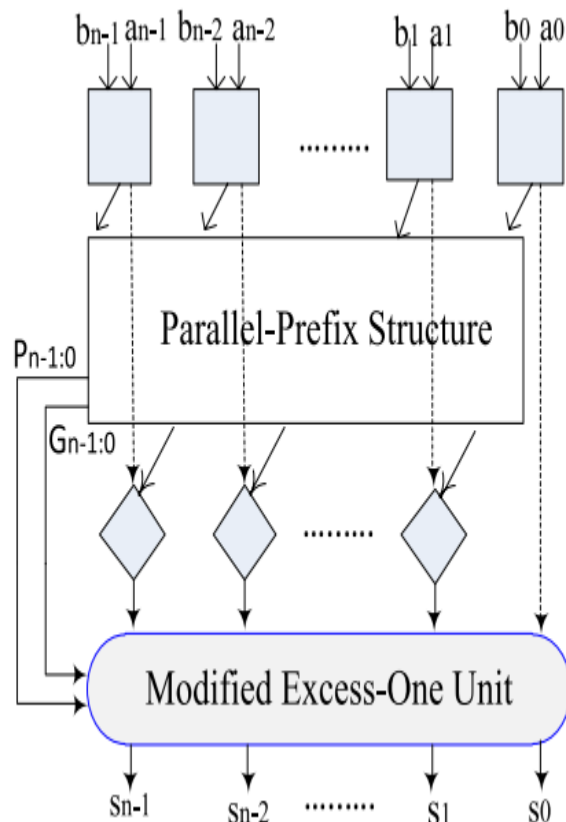 bn-1 an-1 bn-2 an-2 b1 a1 b0 a0
.........
Parallel-Prefix Structure
Pn-1:0
Gn-1:0
.........
Modified Excess-One Unit
sn-1 sn-2 ......... s1 s0